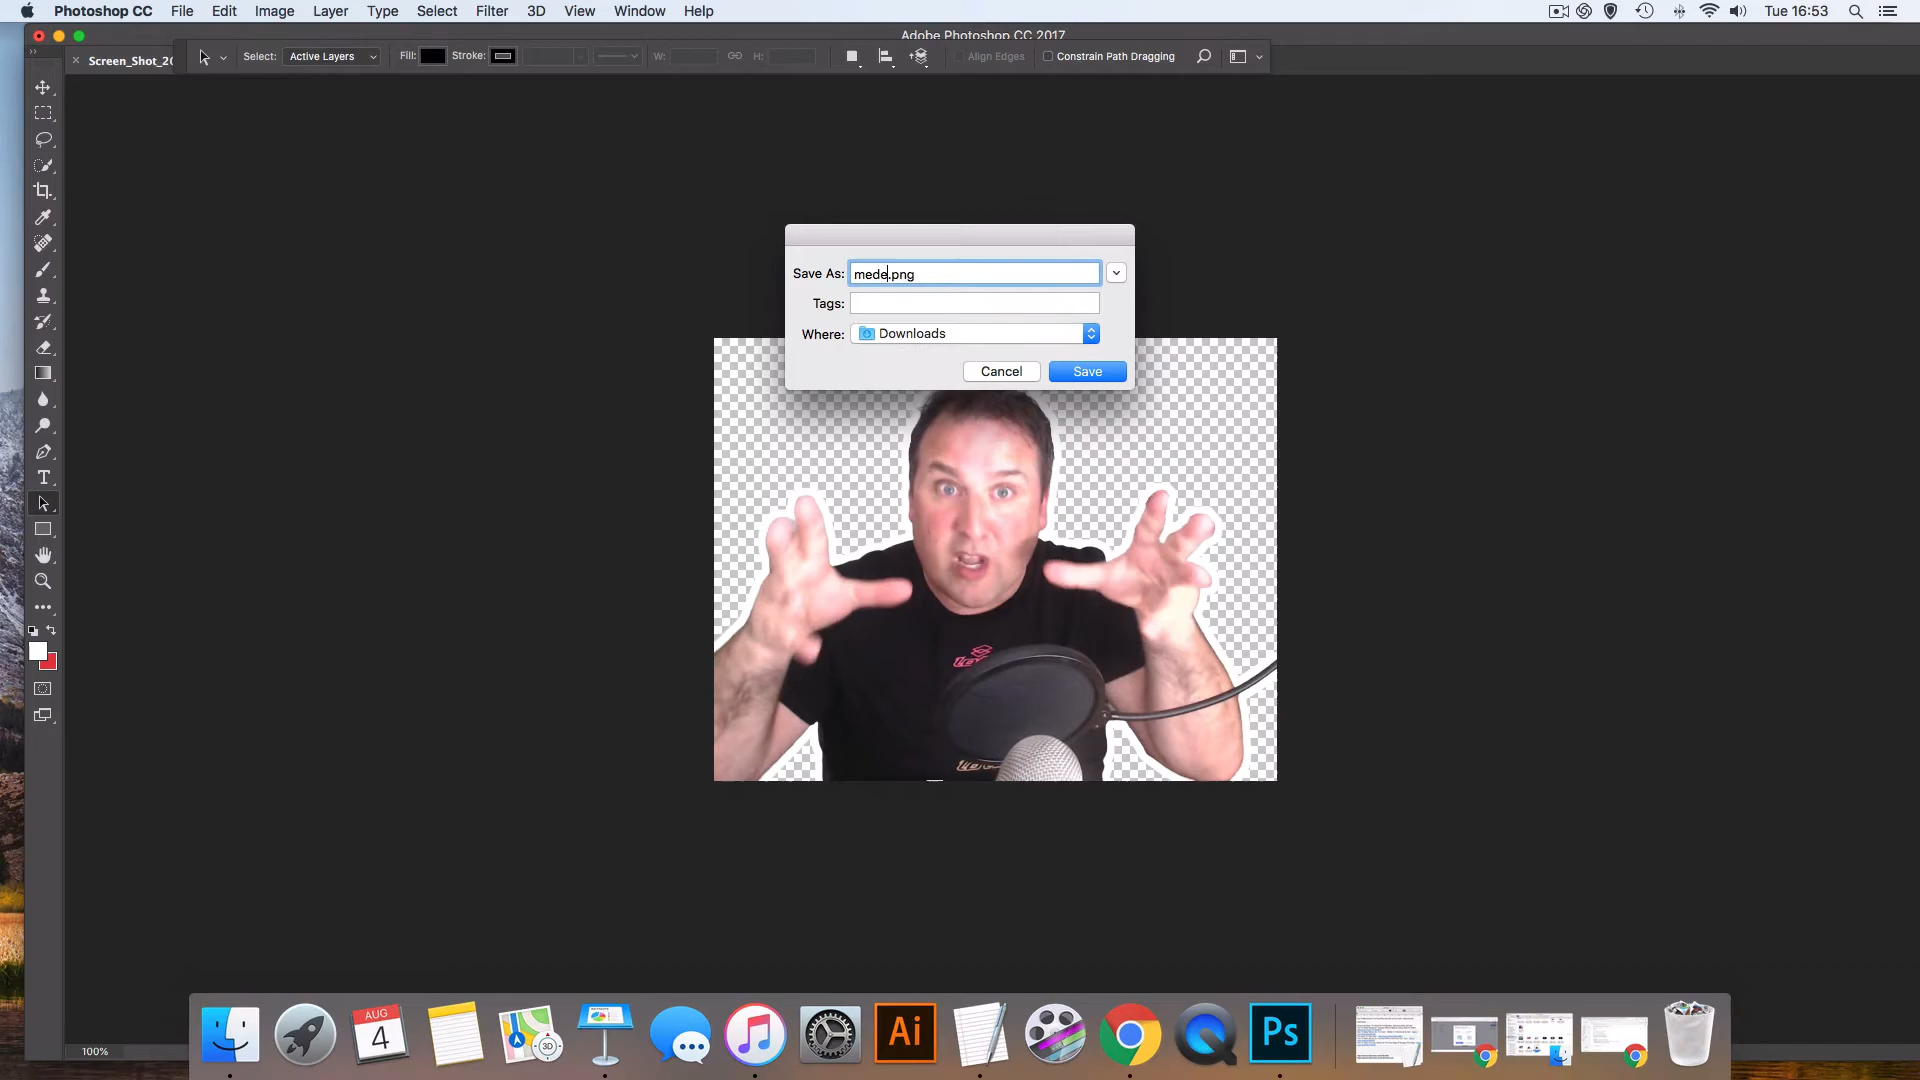 Photoshop CC File Edit Image Layer Type Select Filter 3D View Window Help Tue 16:53
Adobe Photoshop CC 2017
Screen_Shot_20 Select: Active Layers Fill: Stroke: W: H: Align Edges Constrain Path Dragging
Save As: mede.png
Tags:
Where: Downloads
Cancel Save
T
100%
AUG
4
3D
Ai
Ps